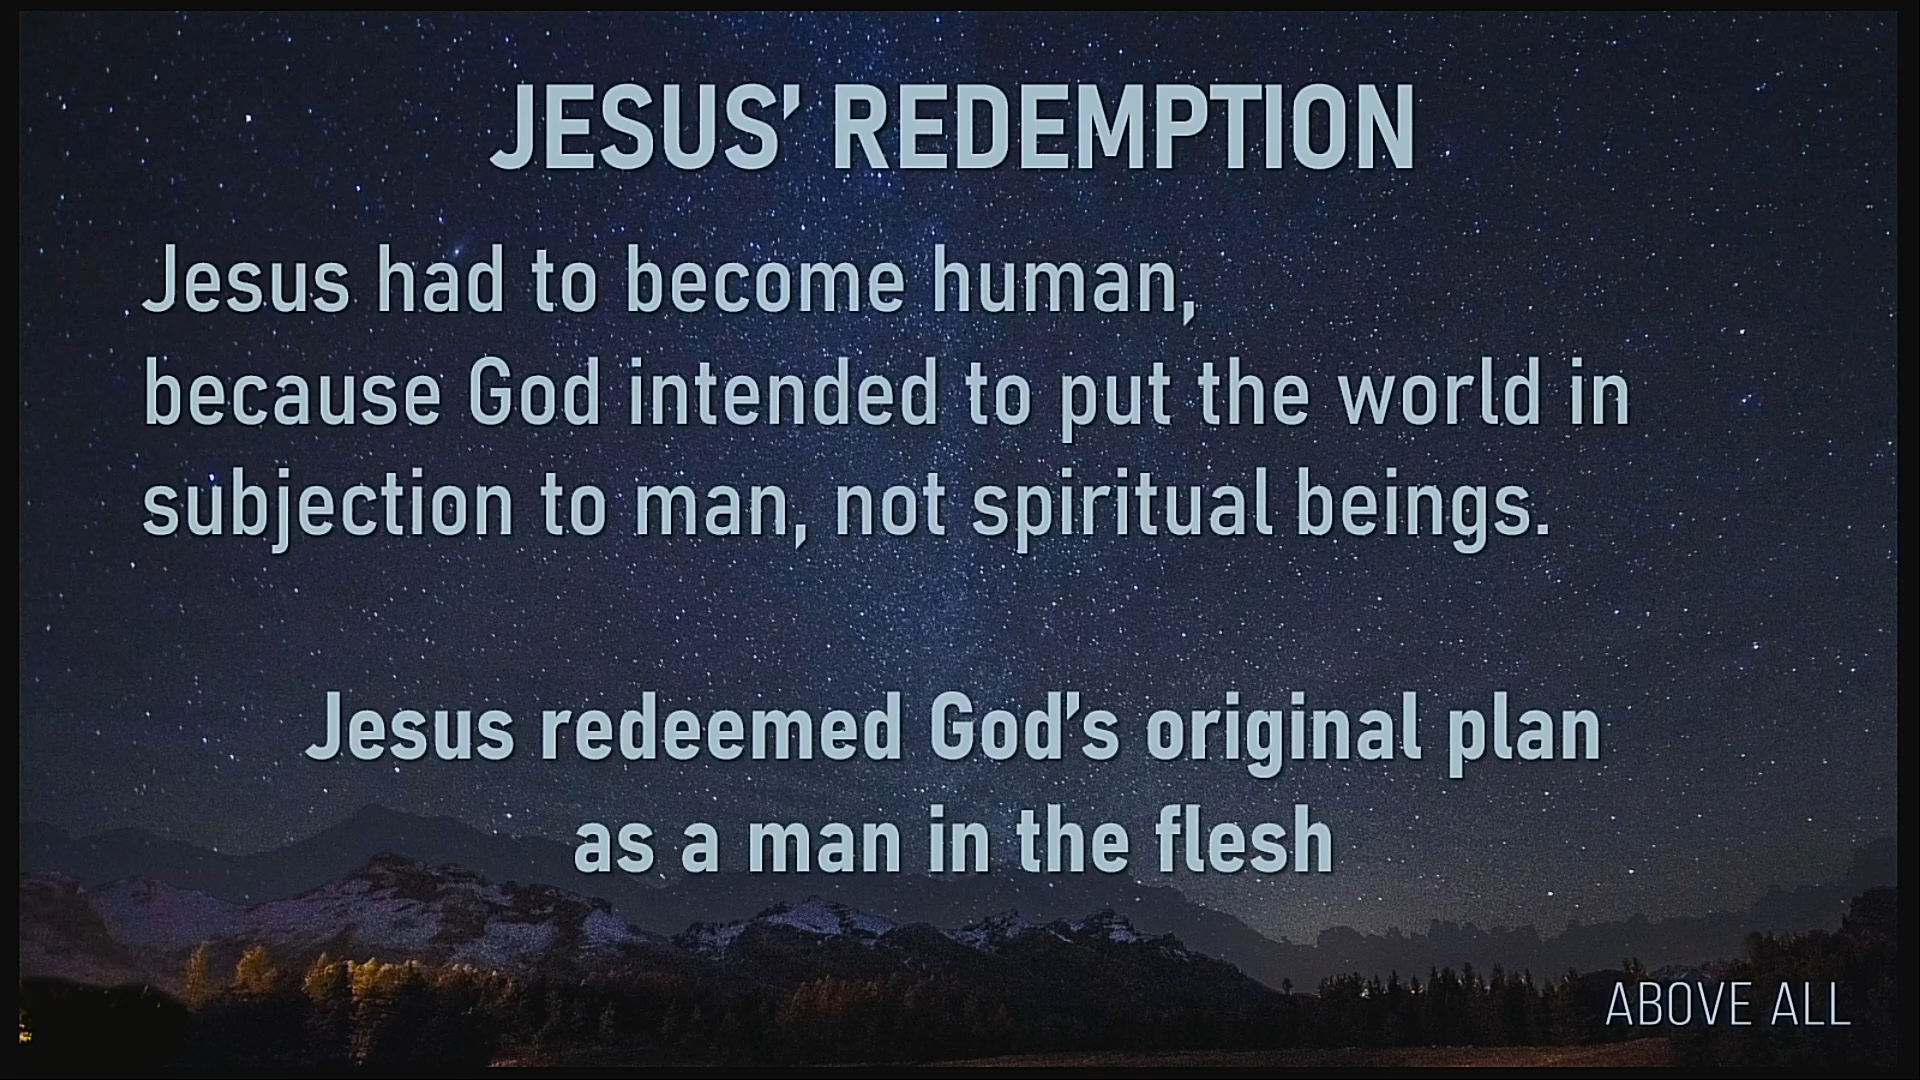 JESUS’ REDEMPTION
Jesus had to become human,
because God intended to put the world in
subjection to man, not spiritual beings.
Jesus redeemed God’s original plan
as a man in the flesh
ABOVE ALL